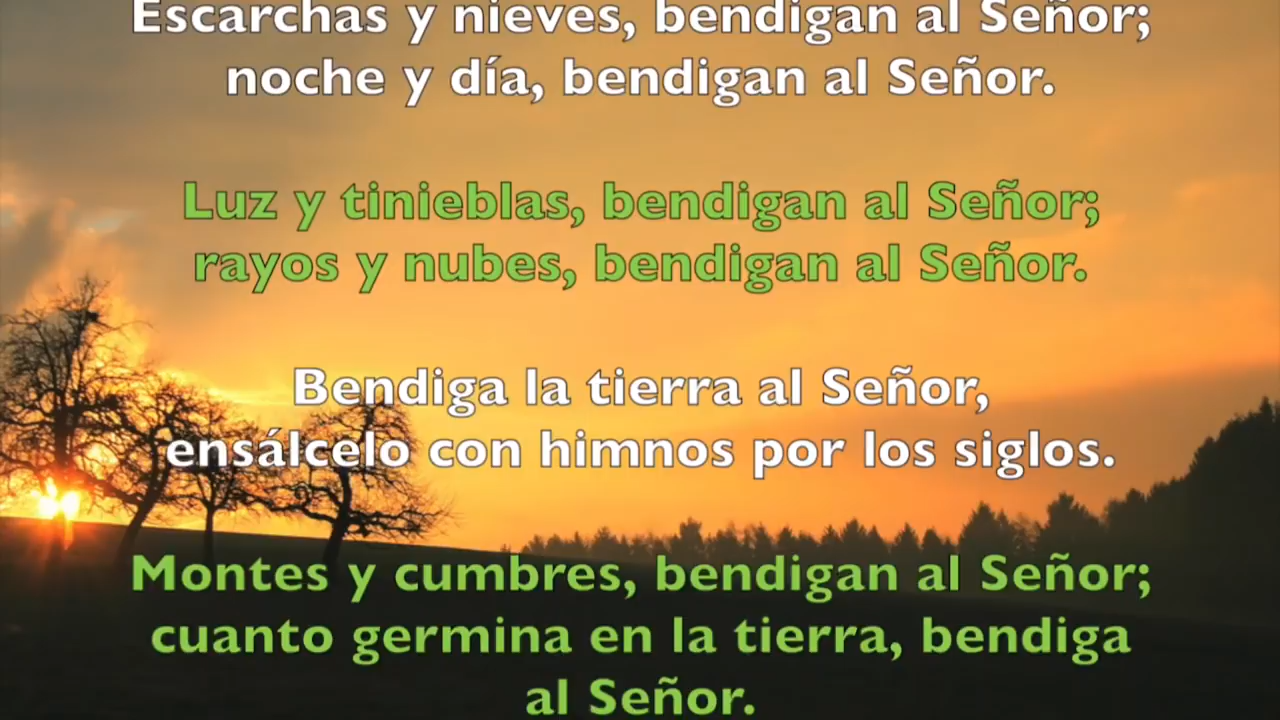 Escarchas y nieves, bendigan al Señor;
noche y día, bendigan al Señor.
Luz y tinieblas, bendigan al Señor;
rayos y nubes, bendigan al Señor.
Bendiga la tierra al Señor,
ensálcelo con himnos por los siglos.
Montes y cumbres, bendigan al Señor;
cuanto germina en la tierra, bendiga
al Señor.